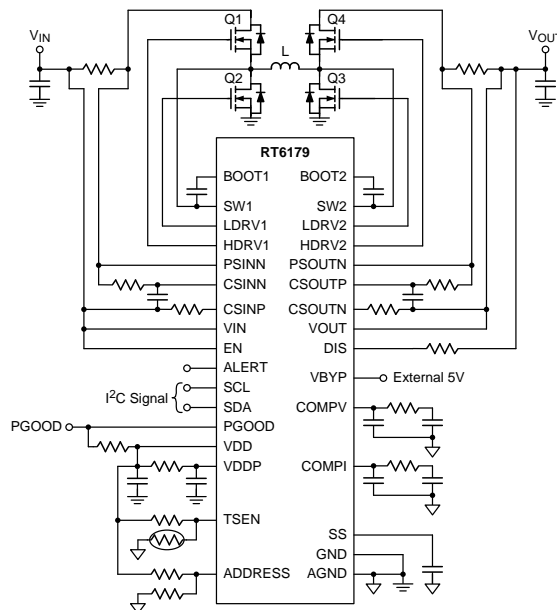 Q1
Q4
VIN
VOUT
L
Q2
Q3
RT6179
BOOT1
BOOT2
SW1
SW2
LDRV1
LDRV2
HDRV1
HDRV2
PSINN
PSOUTN
CSINN
CSOUTP
CSINP
CSOUTN
VIN
VOUT
EN
DIS
ALERT
VBYP
External 5V
I2C Signal
SCL
SDA
COMPV
PGOOD
PGOOD
VDD
VDDP
COMPI
TSEN
SS
GND
ADDRESS
AGND